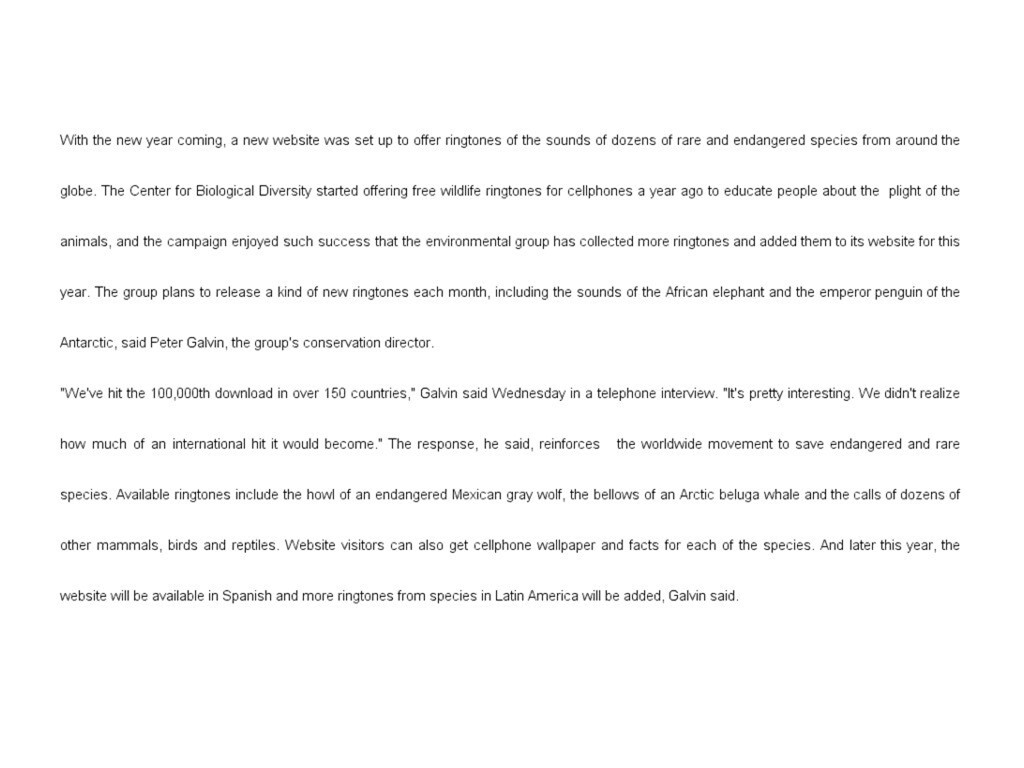 With the new year coming, a new website was set up to offer ringtones of the sounds of dozens of rare and endangered species from around the
globe. The Center for Biological Diversity started offering free wildlife ringtones for cellphones a year ago to educate people about the  plight of the
animals, and the campaign enjoyed such success that the environmental group has collected more ringtones and added them to its website for this
year. The group plans to release a kind of new ringtones each month, including the sounds of the African elephant and the emperor penguin of the
Antarctic, said Peter Galvin, the group's conservation director.
"We've hit the 100,000th download in over 150 countries," Galvin said Wednesday in a telephone interview. "It's pretty interesting. We didn't realize
how much of an international hit it would become." The response, he said, reinforces   the worldwide movement to save endangered and rare
species. Available ringtones include the howl of an endangered Mexican gray wolf, the bellows of an Arctic beluga whale and the calls of dozens of
other mammals, birds and reptiles. Website visitors can also get cellphone wallpaper and facts for each of the species. And later this year, the
website will be available in Spanish and more ringtones from species in Latin America will be added, Galvin said.